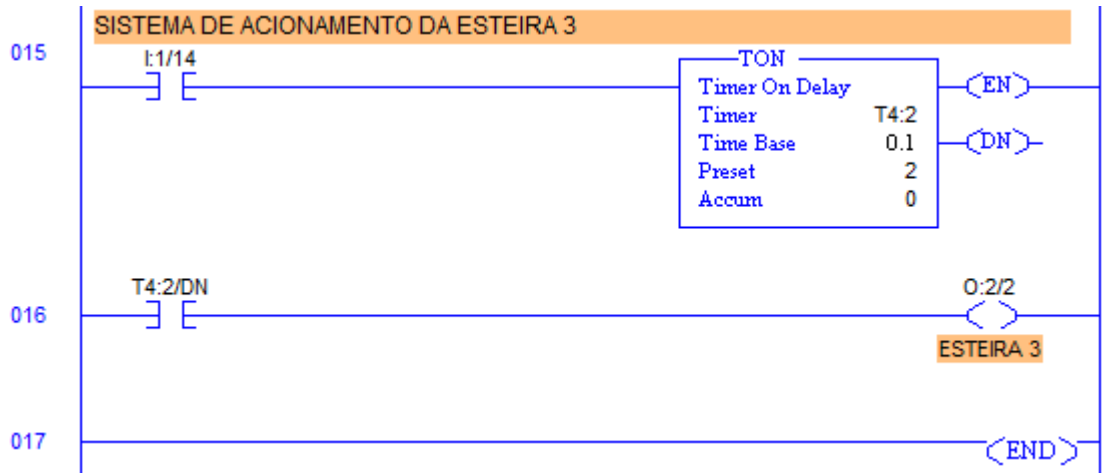 SISTEMA DE ACIONAMENTO DA ESTEIRA 3
015
I:1/14
TON
Timer On Delay
Timer T4:2
Time Base 0.1
Preset 2
Accum 0
EN
DN
T4:2/DN
O:2/2
016
ESTEIRA 3
017
END